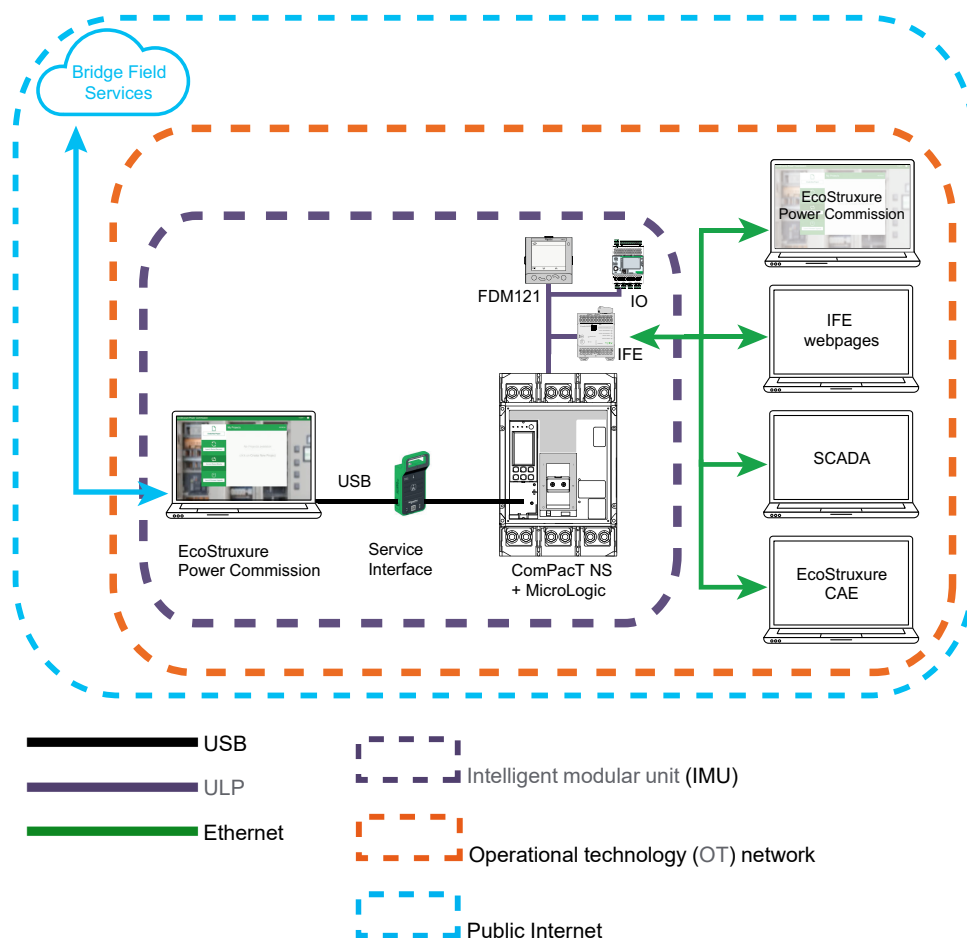 Bridge Field
Services
EcoStruxure
Power Commission
FDM121
IO
IFE
IFE
webpages
SCADA
USB
EcoStruxure
Power Commission
Service
Interface
ComPacT NS
+ MicroLogic
EcoStruxure
CAE
USB
ULP
Ethernet
Intelligent modular unit (IMU)
Operational technology (OT) network
Public Internet